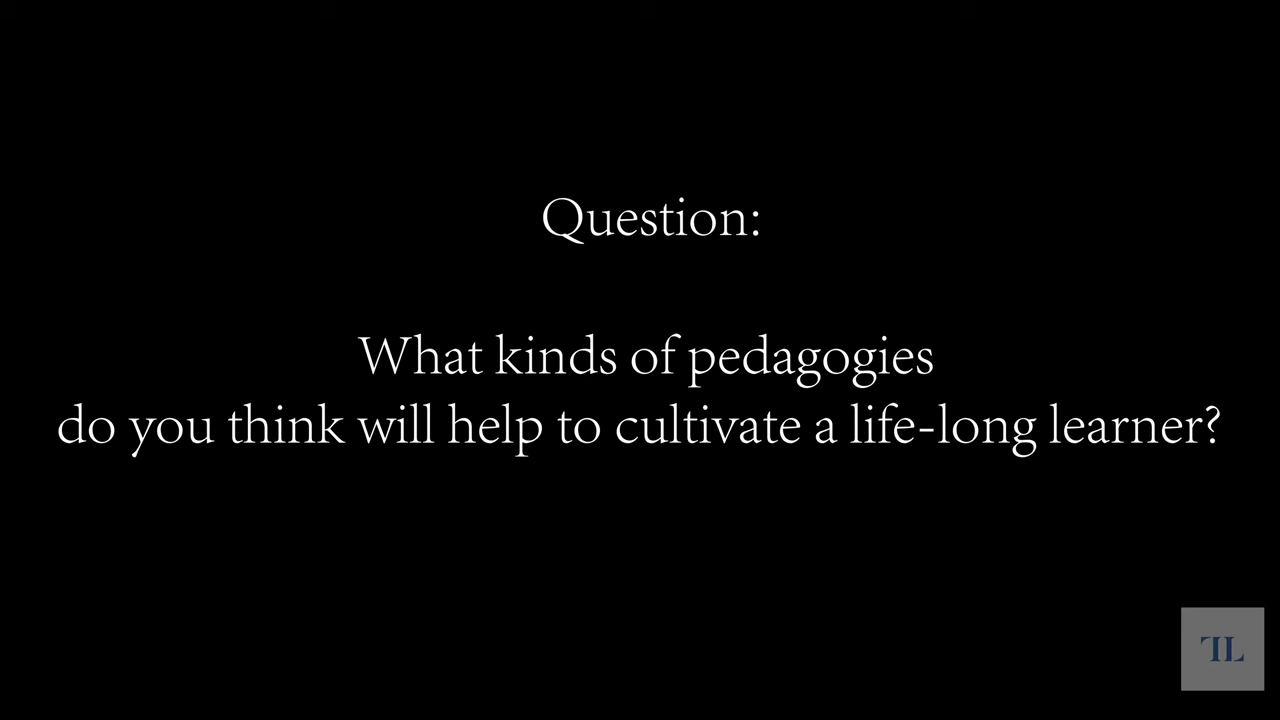 Question:
What kinds of pedagogies
do you think will help to cultivate a life-long learner?
TL